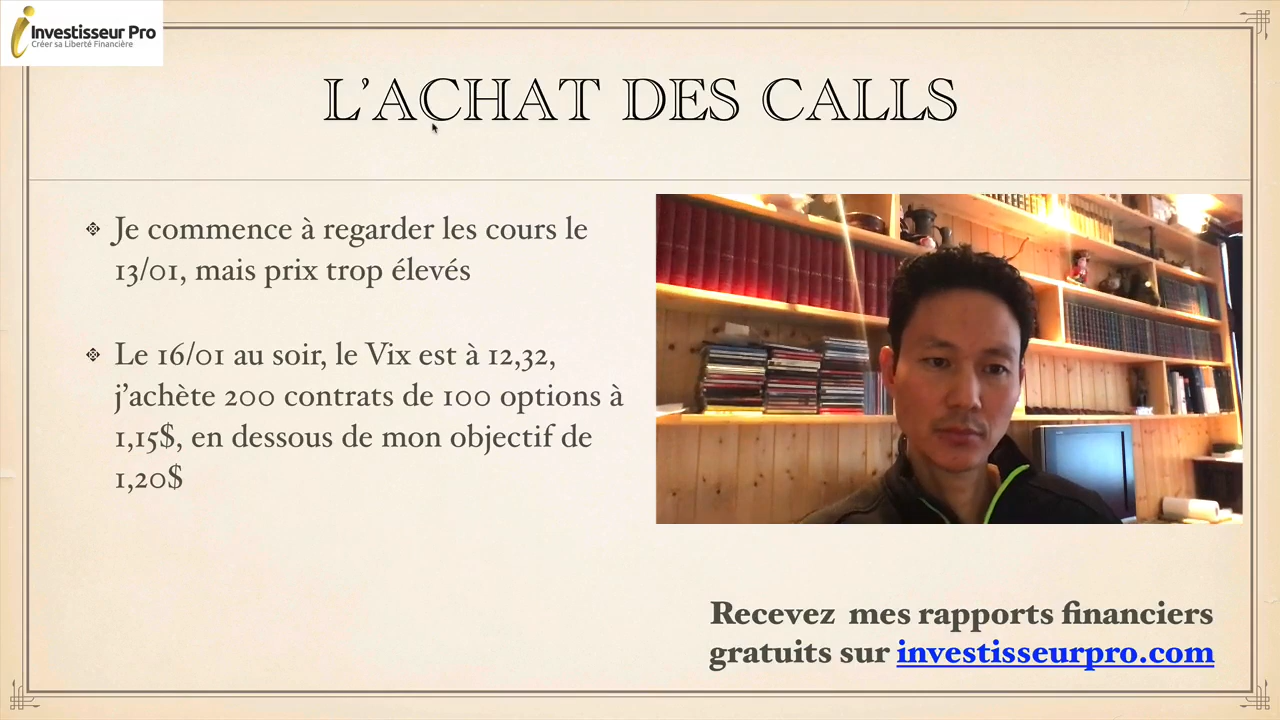 Investisseur Pro
Créer sa Liberté Financière
L'ACHAT DES CALLS
Je commence à regarder les cours le
13/01, mais prix trop élevés
Le 16/01 au soir, le Vix est à 12,32,
j'achète 200 contrats de 100 options à
1,15$, en dessous de mon objectif de
1,20$
Recevez mes rapports financiers
gratuits sur investisseurpro.com